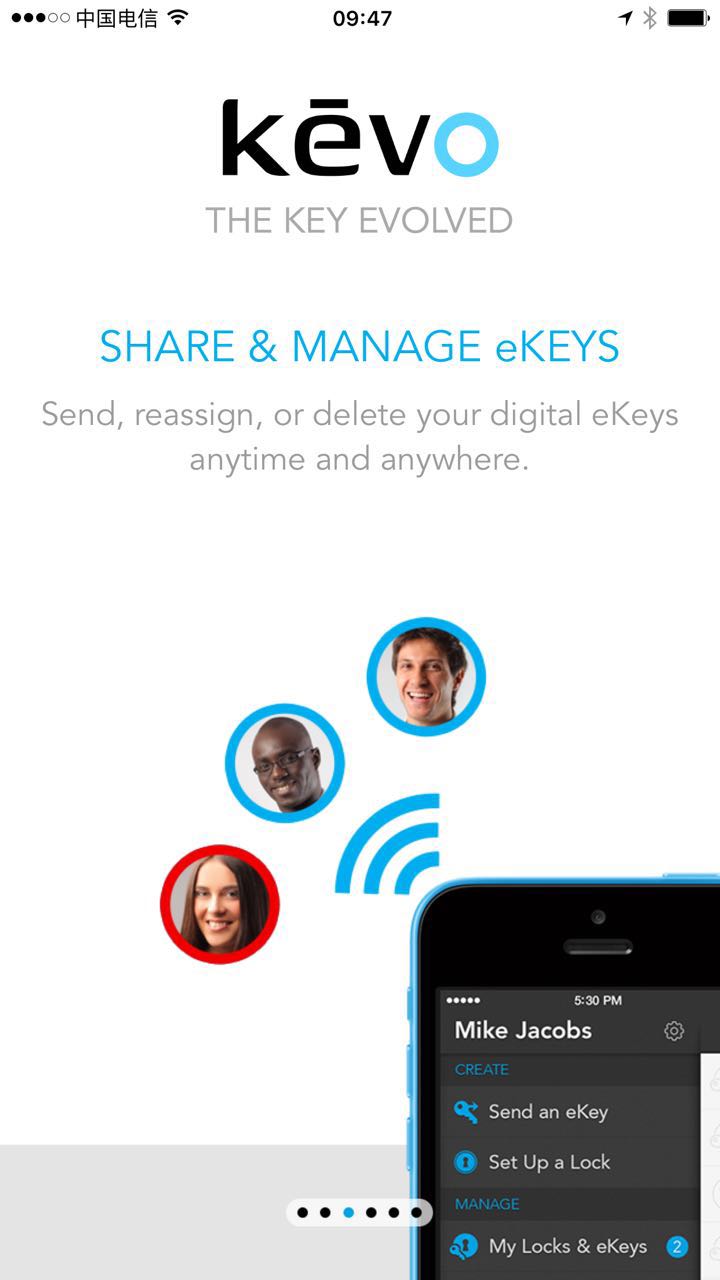 中国电信
09:47
kēvo
THE KEY EVOLVED
SHARE & MANAGE eKEYS
Send, reassign, or delete your digital eKeys
anytime and anywhere.
5:30 PM
Mike Jacobs
CREATE
Send an eKey
Set Up a Lock
MANAGE
My Locks & eKeys 2